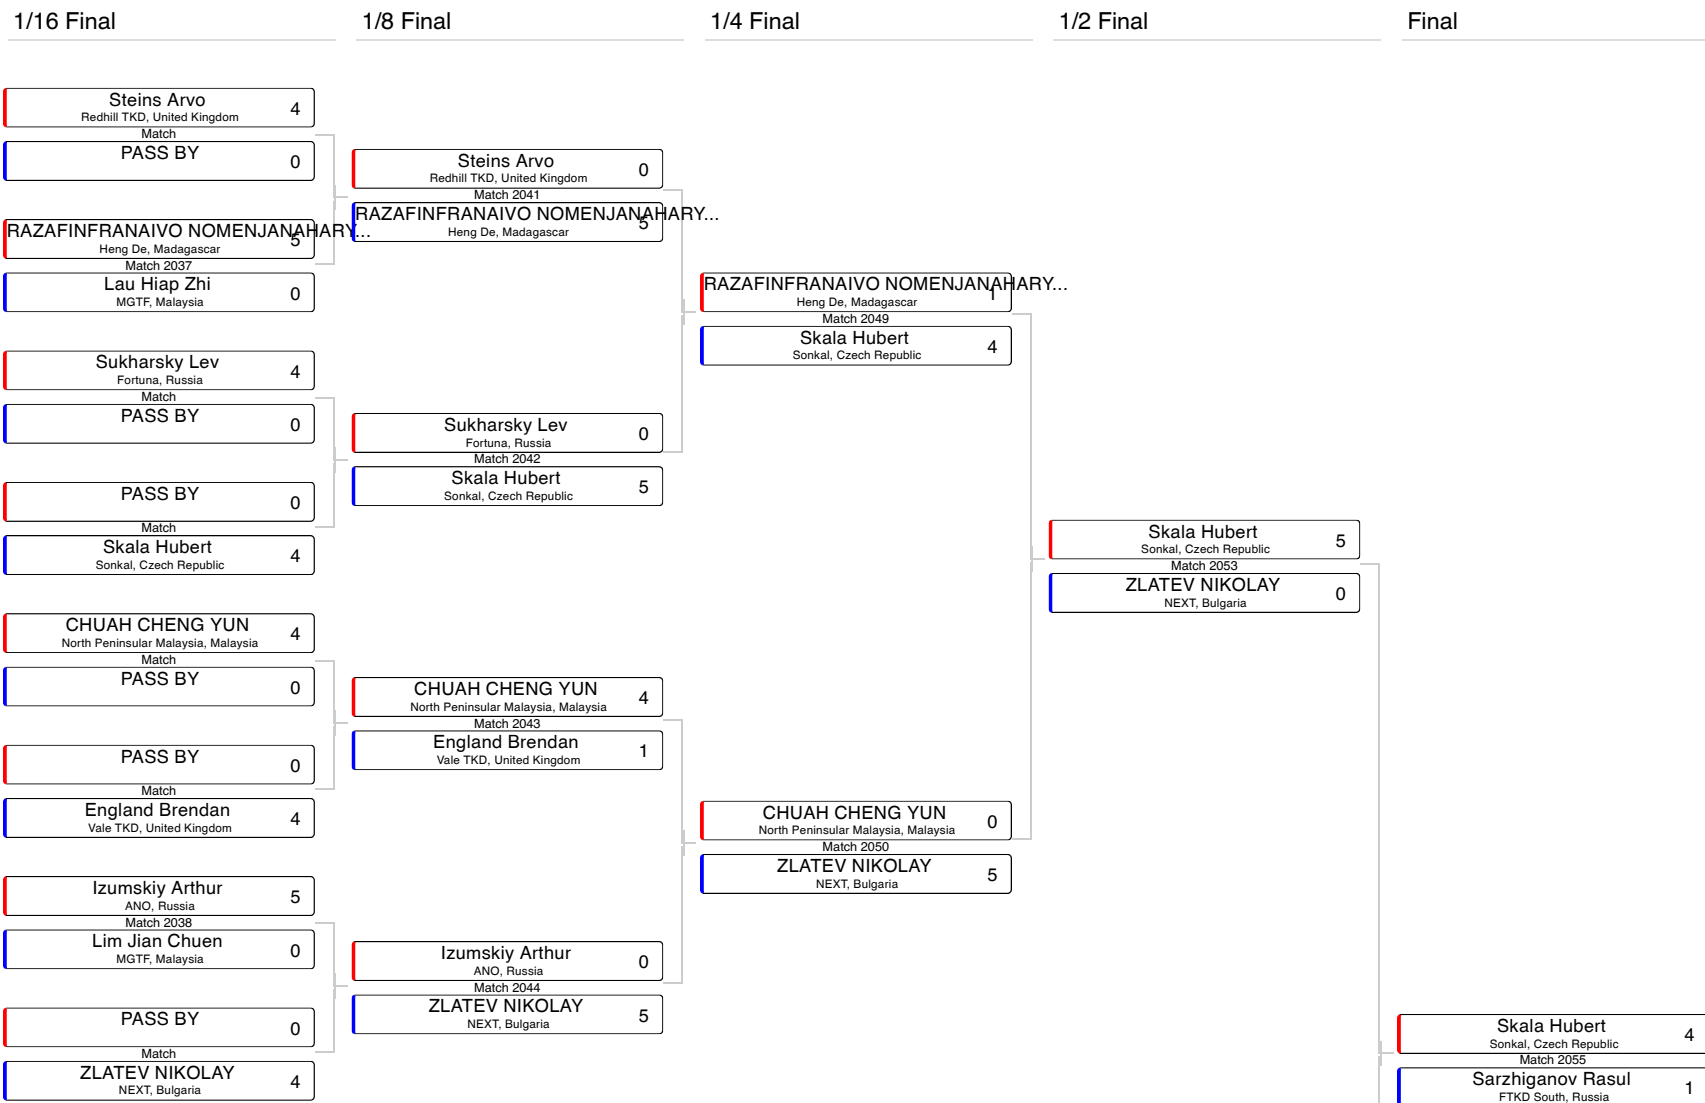 1/16 Final
1/8 Final
1/4 Final
1/2 Final
Final
Steins Arvo
Redhill TKD, United Kingdom
4
Match
PASS BY
0
RAZAFINFRANAIVO NOMENJANAHARY...
Heng De, Madagascar
5
Match 2037
Lau Hiap Zhi
MGTF, Malaysia
0
Sukharsky Lev
Fortuna, Russia
4
Match
PASS BY
0
PASS BY
0
Match
Skala Hubert
Sonkal, Czech Republic
4
CHUAH CHENG YUN
North Peninsular Malaysia, Malaysia
4
Match
PASS BY
0
PASS BY
0
Match
England Brendan
Vale TKD, United Kingdom
4
Izumskiy Arthur
ANO, Russia
5
Match 2038
Lim Jian Chuen
MGTF, Malaysia
0
PASS BY
0
Match
ZLATEV NIKOLAY
NEXT, Bulgaria
4
Steins Arvo
Redhill TKD, United Kingdom
0
Match 2041
RAZAFINFRANAIVO NOMENJANAHARY...
Heng De, Madagascar
5
Sukharsky Lev
Fortuna, Russia
0
Match 2042
Skala Hubert
Sonkal, Czech Republic
5
CHUAH CHENG YUN
North Peninsular Malaysia, Malaysia
4
Match 2043
England Brendan
Vale TKD, United Kingdom
1
Izumskiy Arthur
ANO, Russia
0
Match 2044
ZLATEV NIKOLAY
NEXT, Bulgaria
5
RAZAFINFRANAIVO NOMENJANAHARY...
Heng De, Madagascar
1
Match 2049
Skala Hubert
Sonkal, Czech Republic
4
CHUAH CHENG YUN
North Peninsular Malaysia, Malaysia
0
Match 2050
ZLATEV NIKOLAY
NEXT, Bulgaria
5
Skala Hubert
Sonkal, Czech Republic
5
Match 2053
ZLATEV NIKOLAY
NEXT, Bulgaria
0
Skala Hubert
Sonkal, Czech Republic
4
Match 2055
Sarzhiganov Rasul
FTKD South, Russia
1